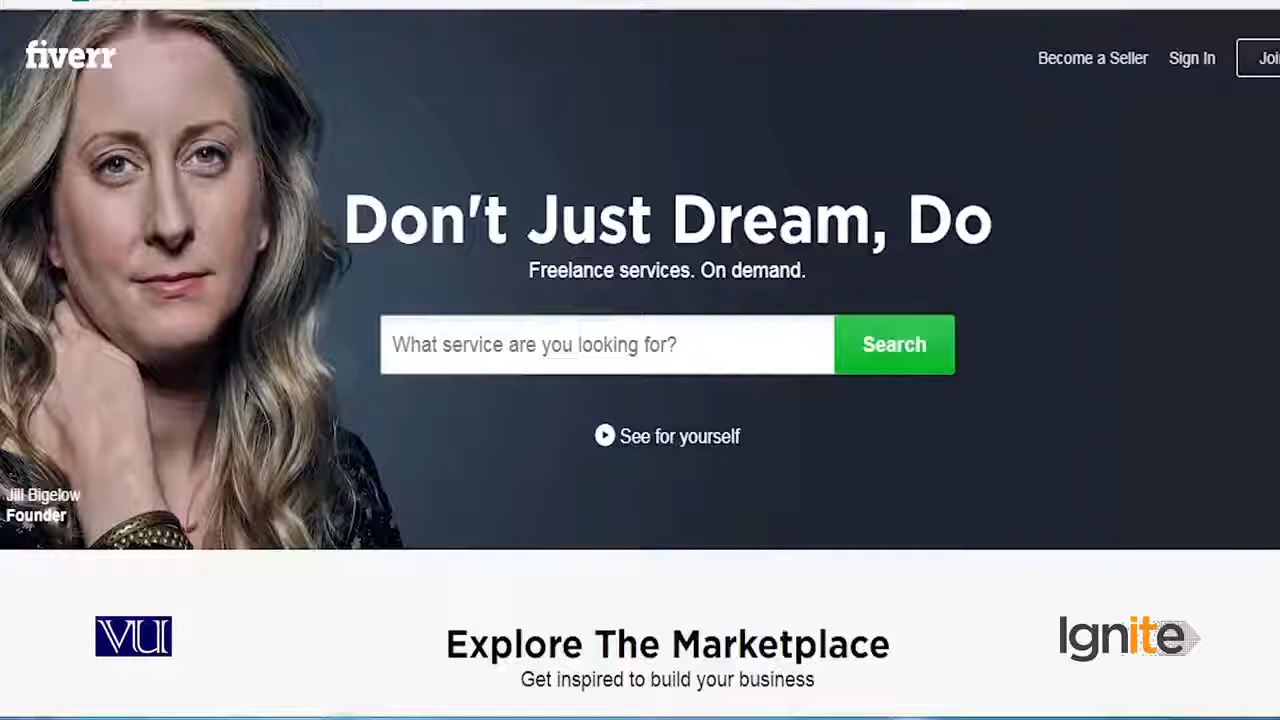 fiverr
Become a Seller Sign In Joi
Don't Just Dream, Do
Freelance services. On demand.
What service are you looking for? Search
See for yourself
Jill Bigelow
Founder
VU
Explore The Marketplace
Ignite
Get inspired to build your business